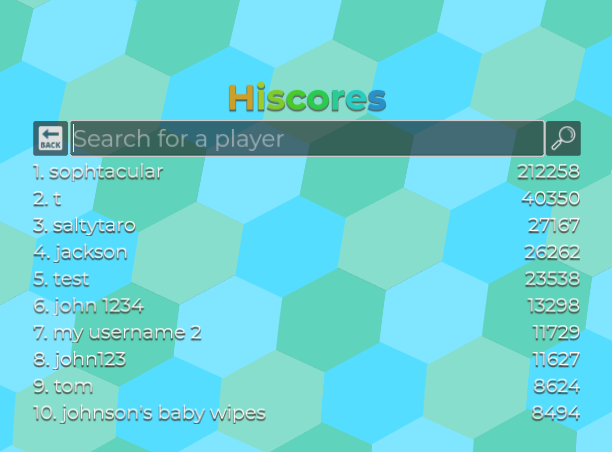 Hiscores
BACK Search for a player
1. sophtacular 212258
2. t 40350
3. saltytaro 27167
4. jackson 26262
5. test 23538
6. john 1234 13298
7. my username 2 11729
8. john123 11627
9. tom 8624
10. johnson's baby wipes 8494